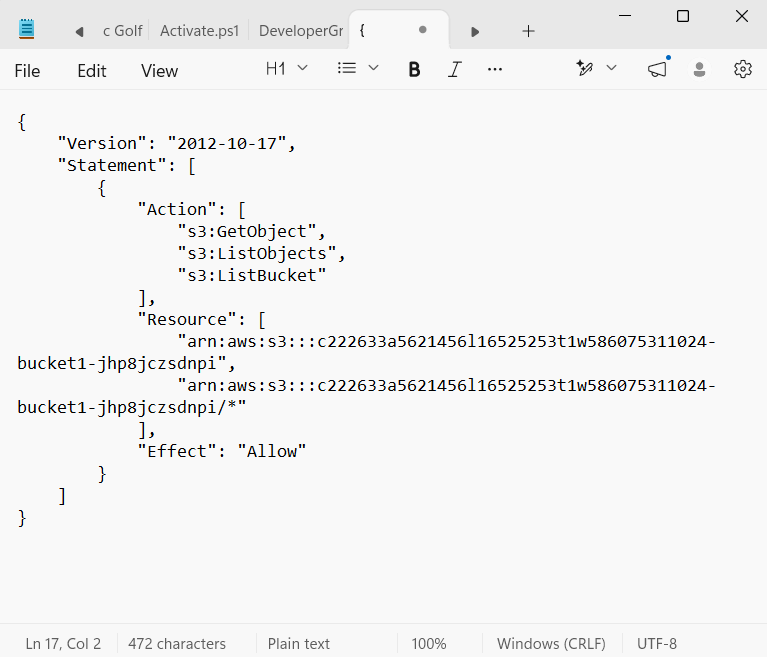 c Golf Activate.ps1 DeveloperGr {
File Edit View H1 B I ...
{
    "Version": "2012-10-17",
    "Statement": [
        {
            "Action": [
                "s3:GetObject",
                "s3:ListObjects",
                "s3:ListBucket"
            ],
            "Resource": [
                "arn:aws:s3:::c222633a5621456l16525253t1w586075311024-
bucket1-jhp8jczsdnpi",
                "arn:aws:s3:::c222633a5621456l16525253t1w586075311024-
bucket1-jhp8jczsdnpi/*"
            ],
            "Effect": "Allow"
        }
    ]
}
Ln 17, Col 2 472 characters Plain text 100% Windows (CRLF) UTF-8